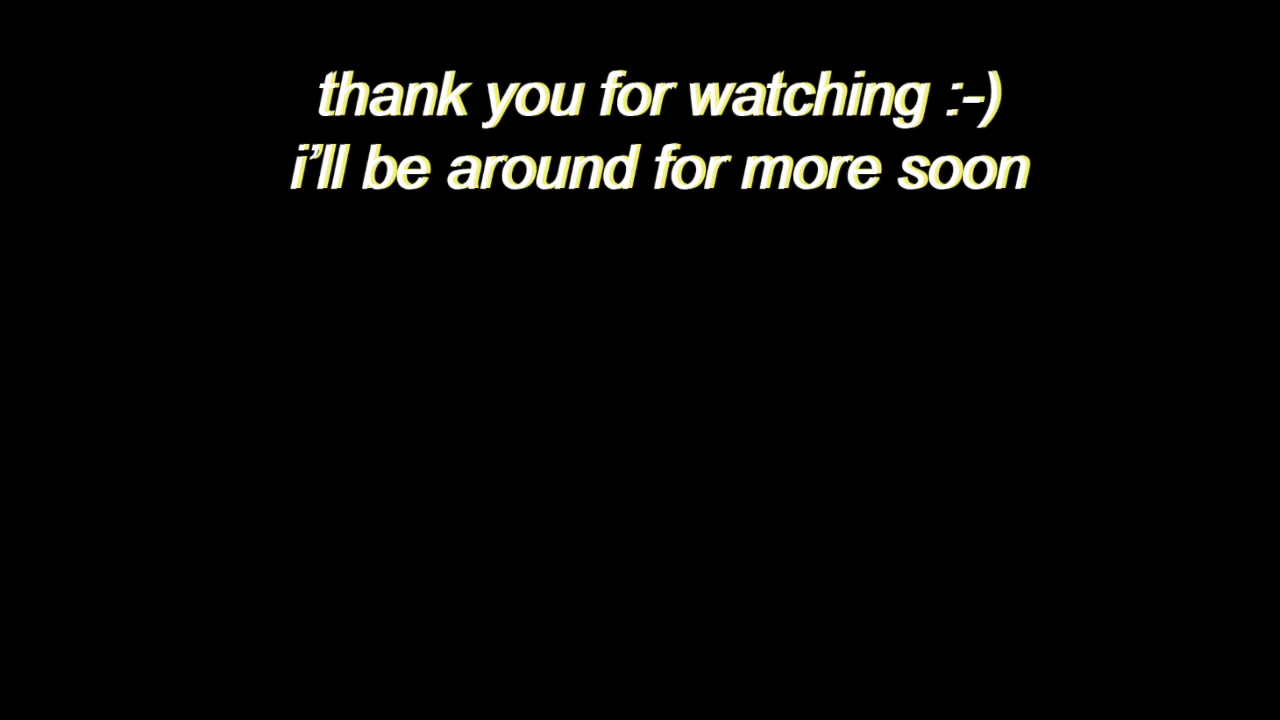 thank you for watching :-)
i’ll be around for more soon